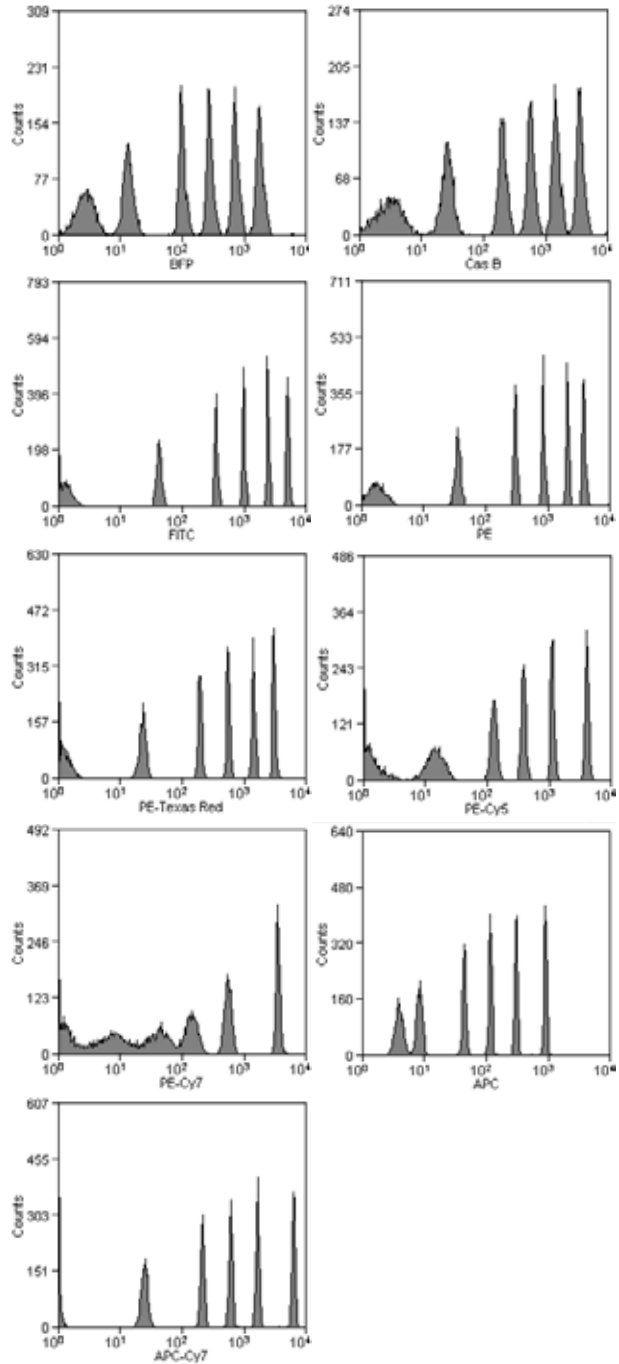 309
231
154
77
0
Counts
10⁰ 10¹ 10² 10³ 10⁴
BFP
274
205
137
68
0
Counts
10⁰ 10¹ 10² 10³ 10⁴
Cas B
793
594
396
198
0
Counts
10⁰ 10¹ 10² 10³ 10⁴
FITC
711
533
355
177
0
Counts
10⁰ 10¹ 10² 10³ 10⁴
PE
630
472
315
157
0
Counts
10⁰ 10¹ 10² 10³ 10⁴
PE-Texas Red
486
364
243
121
0
Counts
10⁰ 10¹ 10² 10³ 10⁴
PE-Cy5
492
369
246
123
0
Counts
10⁰ 10¹ 10² 10³ 10⁴
PE-Cy7
640
480
320
160
0
Counts
10⁰ 10¹ 10² 10³ 10⁴
APC
607
455
303
151
0
Counts
10⁰ 10¹ 10² 10³ 10⁴
APC-Cy7